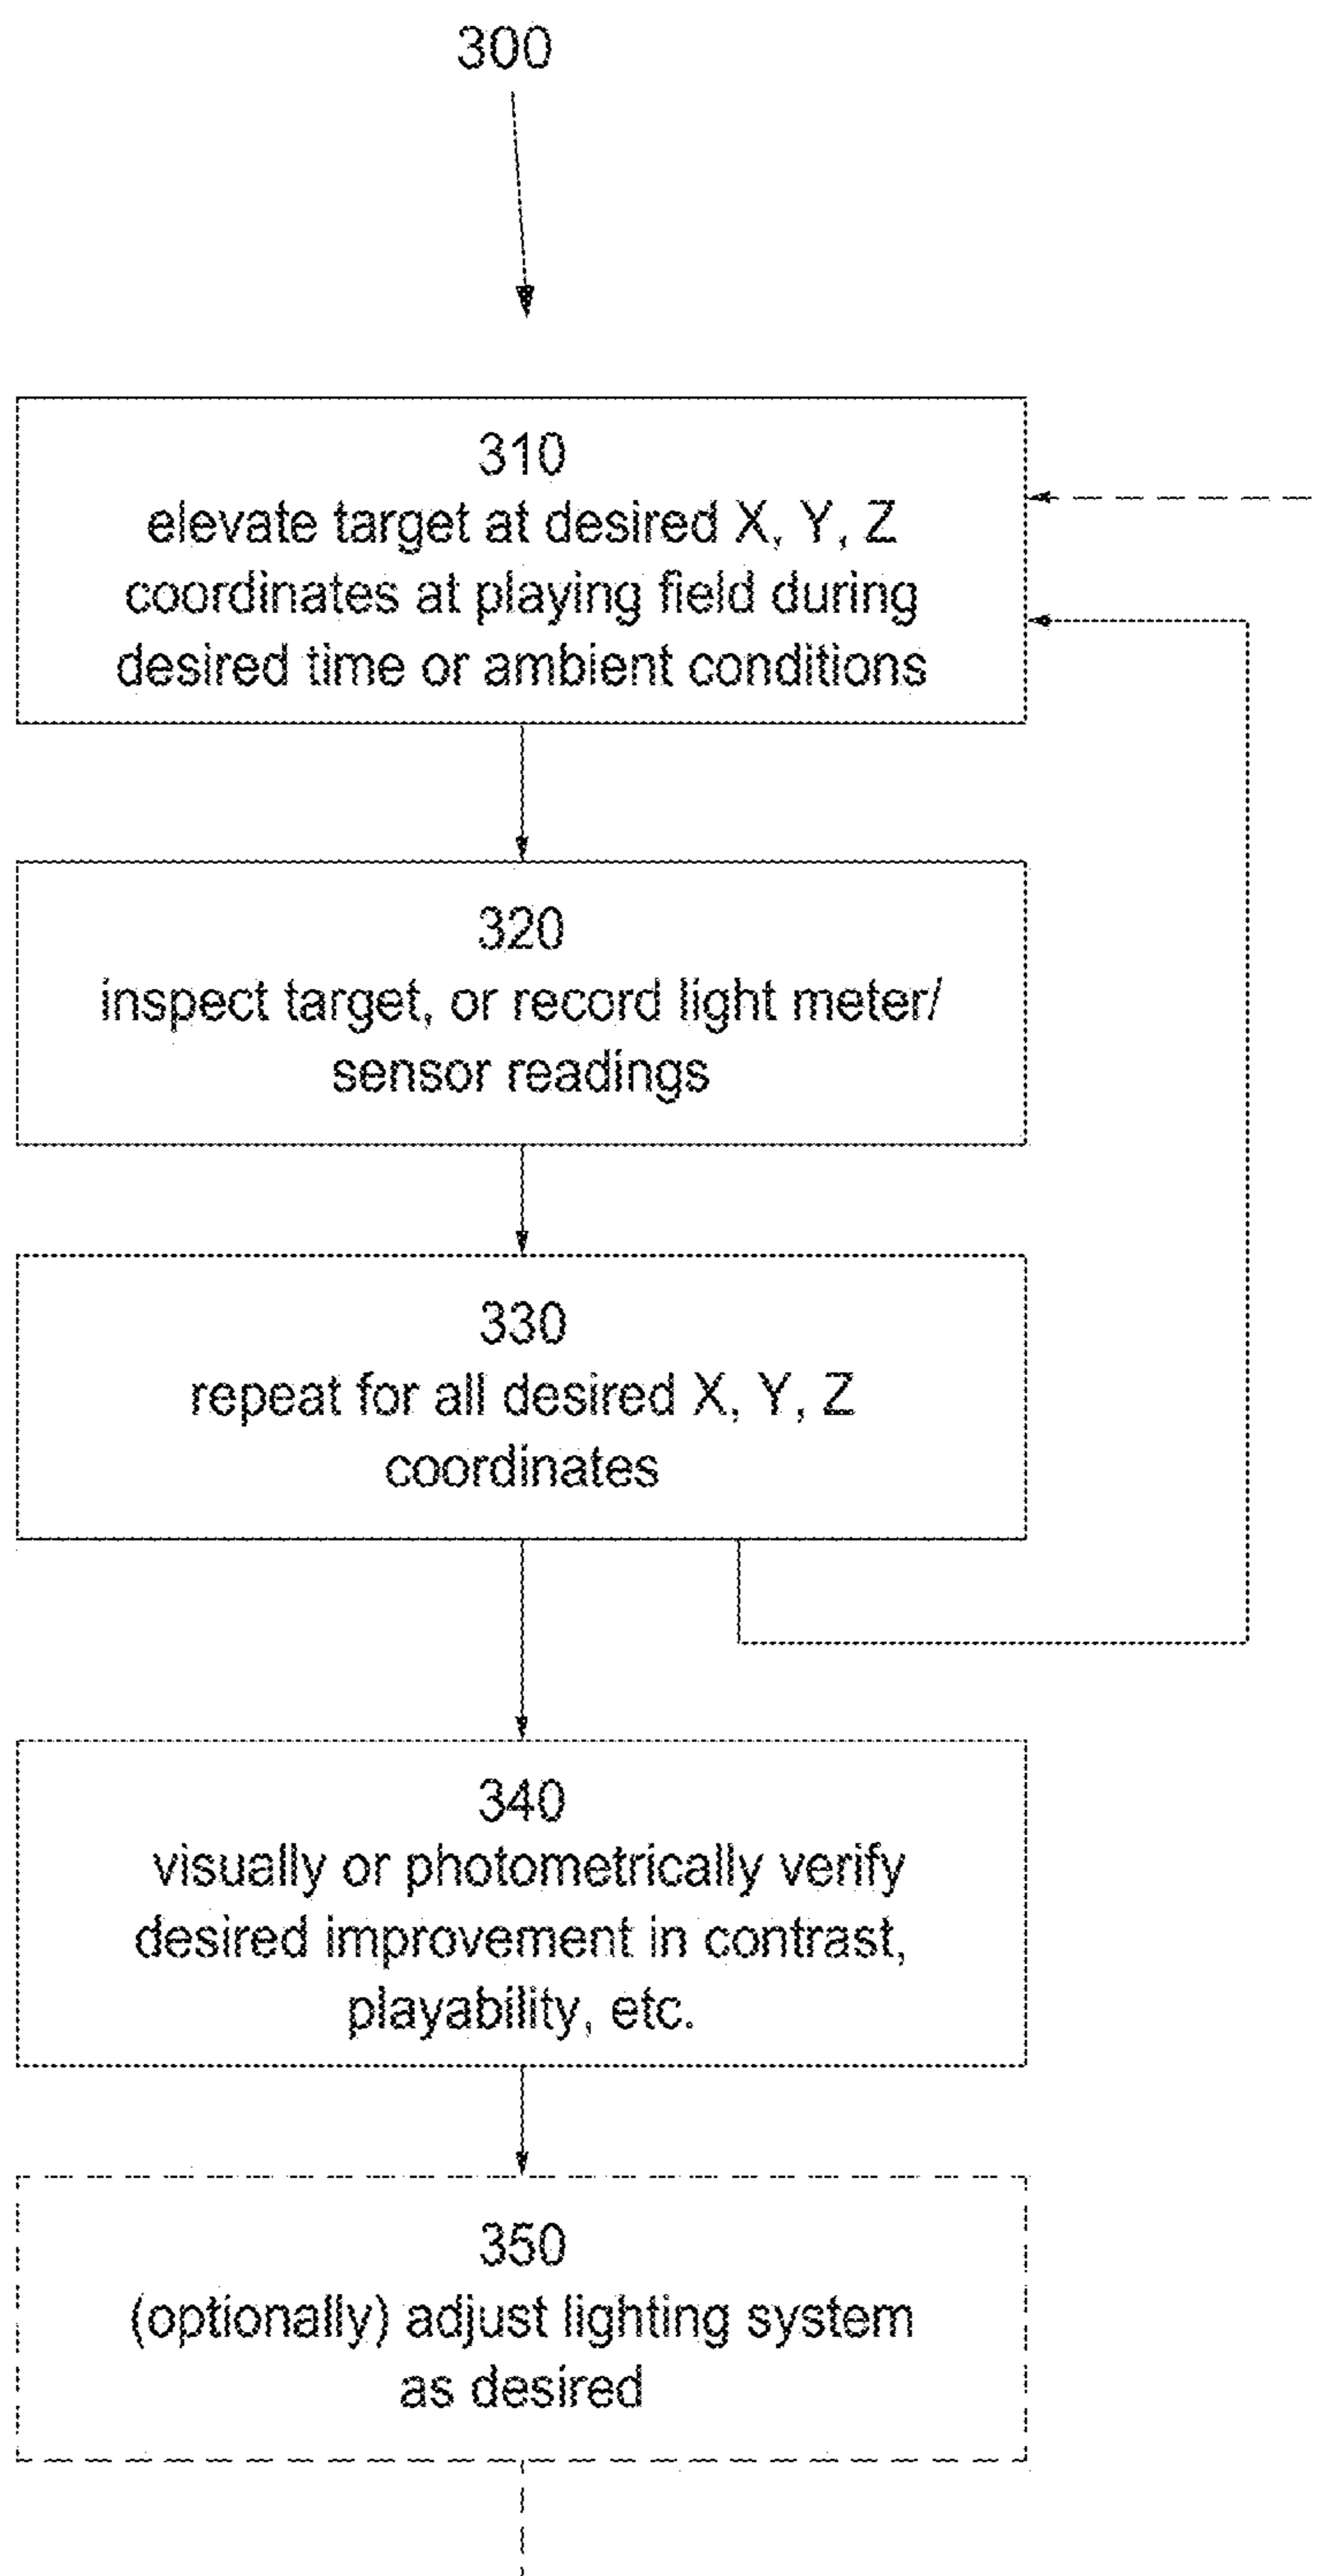 300
310
elevate target at desired X, Y, Z
coordinates at playing field during
desired time or ambient conditions
320
inspect target, or record light meter/
sensor readings
330
repeat for all desired X, Y, Z
coordinates
340
visually or photometrically verify
desired improvement in contrast,
playability, etc.
350
(optionally) adjust lighting system
as desired